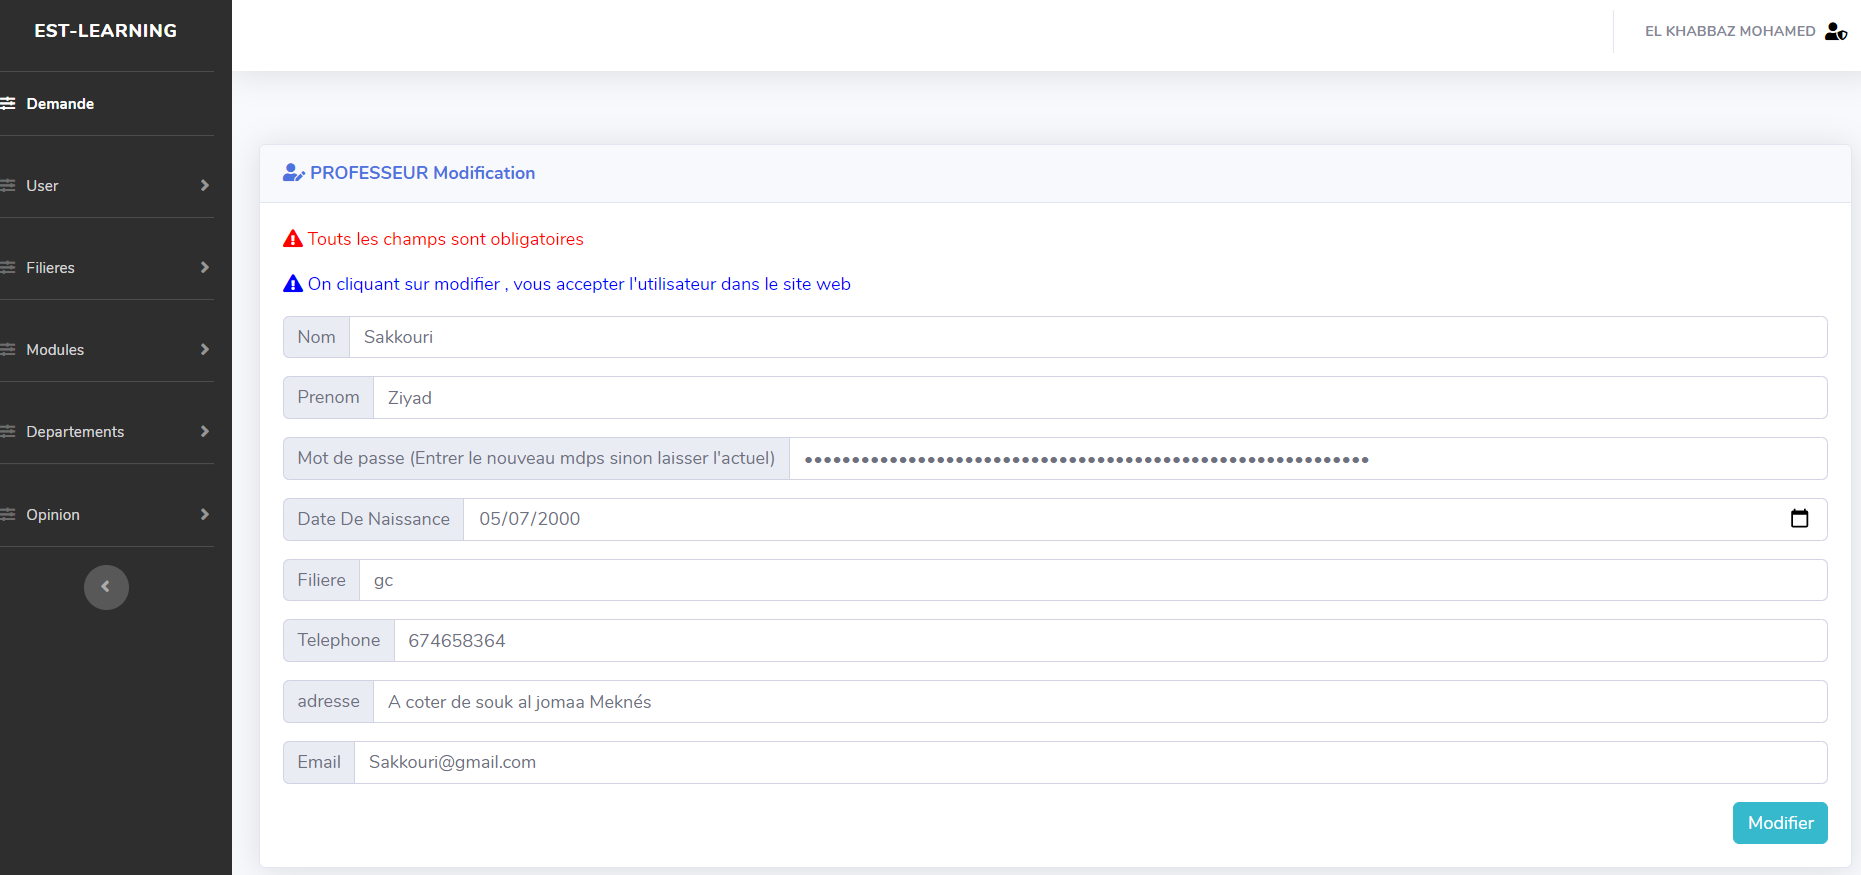 EST-LEARNING
EL KHABBAZ MOHAMED
Demande
User
Filieres
Modules
Departements
Opinion
PROFESSEUR Modification
Touts les champs sont obligatoires
On cliquant sur modifier , vous accepter l'utilisateur dans le site web
Nom Sakkouri
Prenom Ziyad
Mot de passe (Entrer le nouveau mdps sinon laisser l'actuel) ••••••••••••••••••••••••••••••••••••••••••••••••••••••••••••
Date De Naissance 05/07/2000
Filiere gc
Telephone 674658364
adresse A coter de souk al jomaa Meknés
Email Sakkouri@gmail.com
Modifier